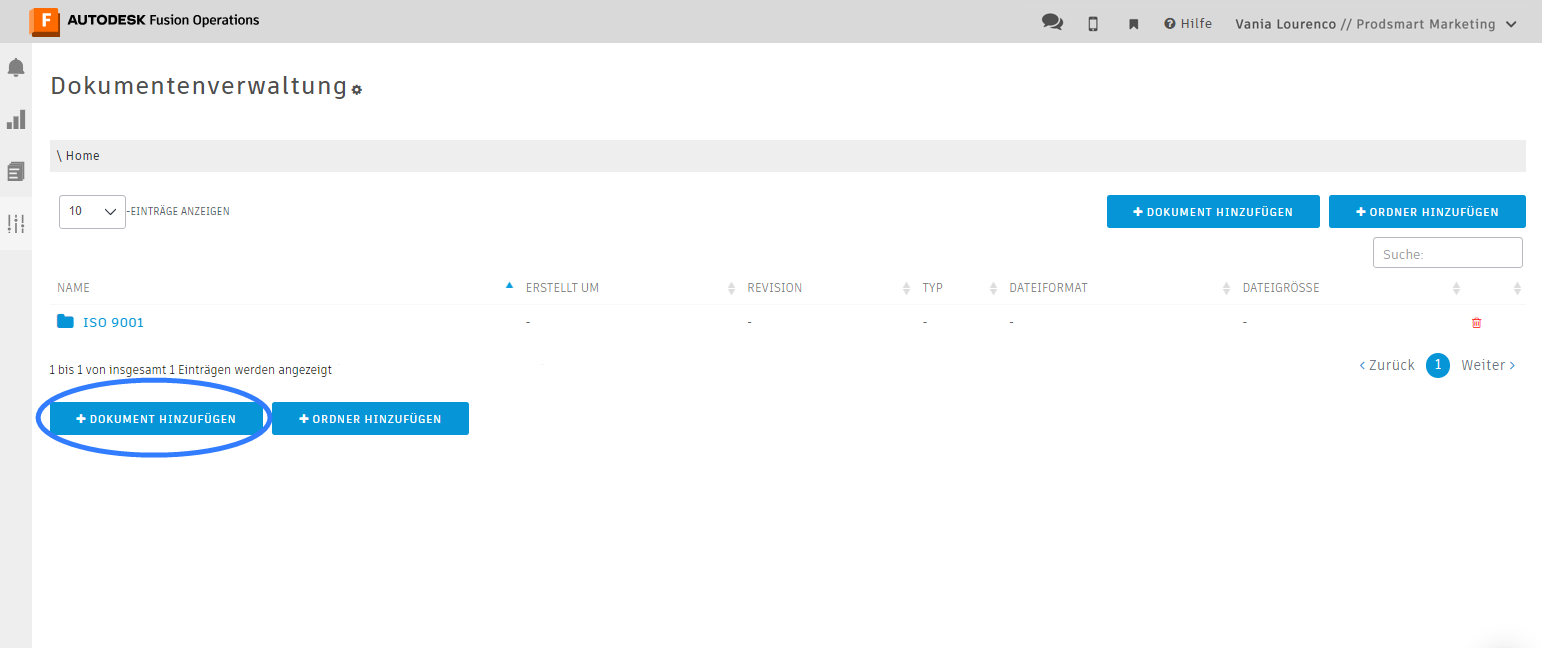 F AUTODESK Fusion Operations
Hilfe Vania Lourenco // Prodsmart Marketing
Dokumentenverwaltung
\ Home
10 -EINTRÄGE ANZEIGEN
+ DOKUMENT HINZUFÜGEN + ORDNER HINZUFÜGEN
Suche:
NAME ERSTELLT UM REVISION TYP DATEIFORMAT DATEIGRÖSSE
ISO 9001 - - - - -
1 bis 1 von insgesamt 1 Einträgen werden angezeigt
‹ Zurück 1 Weiter ›
+ DOKUMENT HINZUFÜGEN + ORDNER HINZUFÜGEN